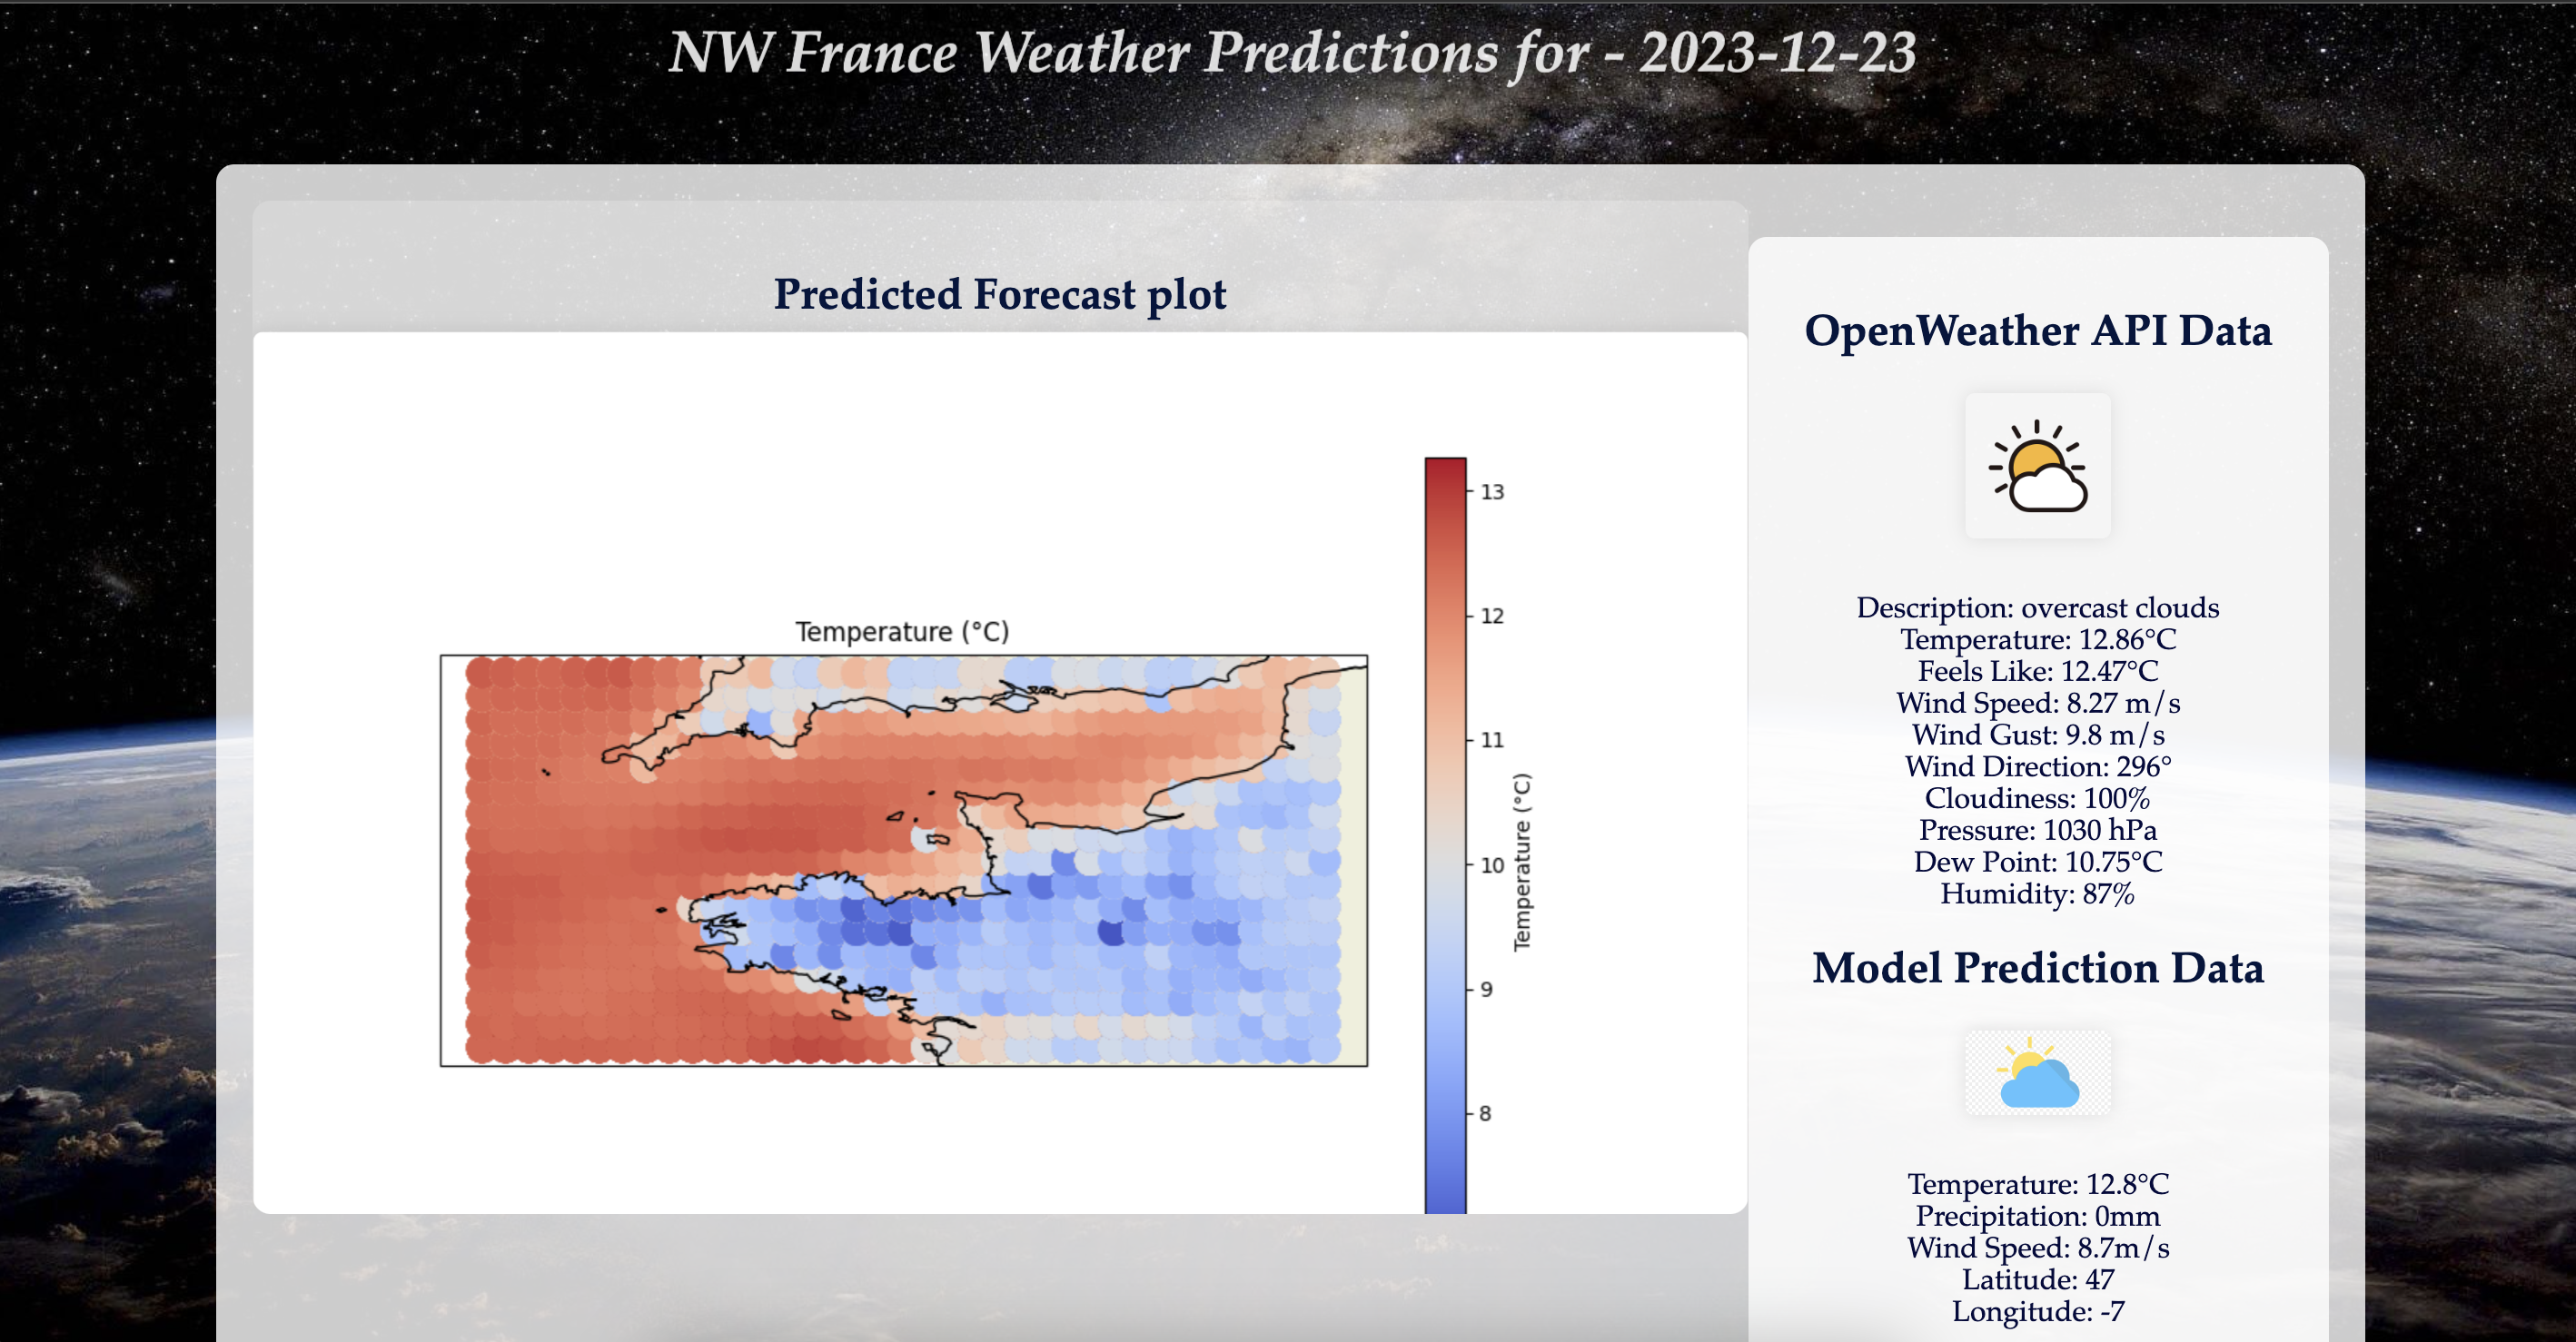 NW France Weather Predictions for - 2023-12-23
Predicted Forecast plot
Temperature (°C)
13
12
11
10
9
8
Temperature (°C)
OpenWeather API Data
Description: overcast clouds
Temperature: 12.86°C
Feels Like: 12.47°C
Wind Speed: 8.27 m/s
Wind Gust: 9.8 m/s
Wind Direction: 296°
Cloudiness: 100%
Pressure: 1030 hPa
Dew Point: 10.75°C
Humidity: 87%
Model Prediction Data
Temperature: 12.8°C
Precipitation: 0mm
Wind Speed: 8.7m/s
Latitude: 47
Longitude: -7